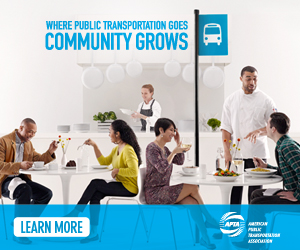 WHERE PUBLIC TRANSPORTATION GOES
COMMUNITY GROWS
LEARN MORE
APTA
AMERICAN
PUBLIC
TRANSPORTATION
ASSOCIATION